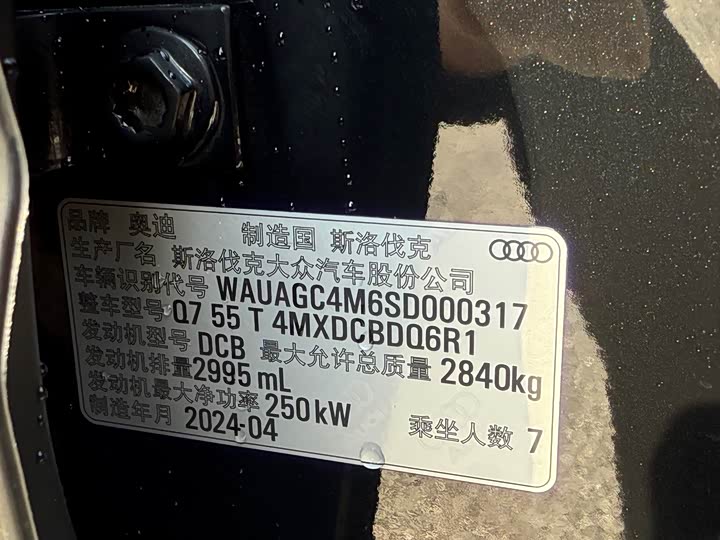 品牌 奥迪 制造国 斯洛伐克
生产厂名 斯洛伐克大众汽车股份公司
车辆识别代号 WAUAGC4M6SD000317
整车型号 Q7 55 T 4MXDCBDQ6R1
发动机型号 DCB 最大允许总质量 2840kg
发动机排量 2995 mL
发动机最大净功率 250 kW
制造年月 2024-04 乘坐人数 7